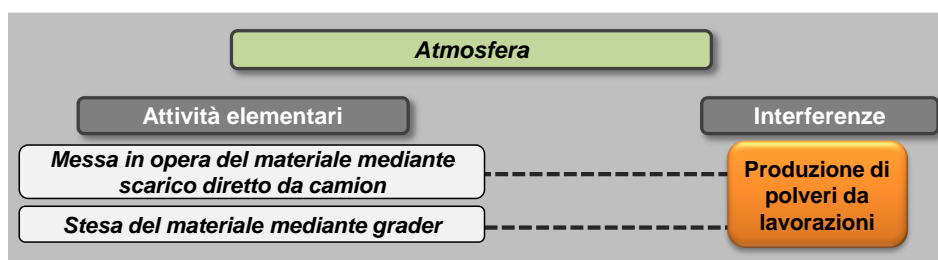 Atmosfera
Attività elementari
Interferenze
Messa in opera del materiale mediante
scarico diretto da camion
Stesa del materiale mediante grader
Produzione di
polveri da
lavorazioni